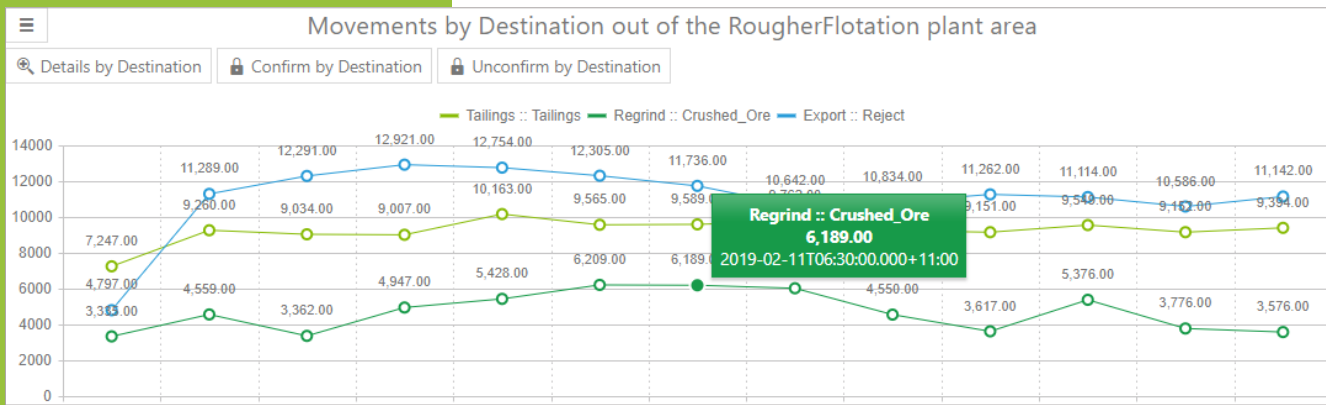 ☰ Movements by Destination out of the RougherFlotation plant area
Details by Destination Confirm by Destination Unconfirm by Destination
Tailings :: Tailings Regrind :: Crushed_Ore Export :: Reject
14000
12000
10000
8000
6000
4000
2000
0
11,289.00 12,291.00 12,921.00 12,754.00 12,305.00 11,736.00 10,642.00 10,834.00 11,262.00 11,114.00 10,586.00 11,142.00
7,247.00 9,260.00 9,034.00 9,007.00 10,163.00 9,565.00 9,589. 9,151.00 9,394.00
4,797.00
4,559.00 3,362.00 4,947.00 5,428.00 6,209.00 6,189. 4,550.00 3,617.00 5,376.00 3,776.00 3,576.00
Regrind :: Crushed_Ore
6,189.00
2019-02-11T06:30:00.000+11:00